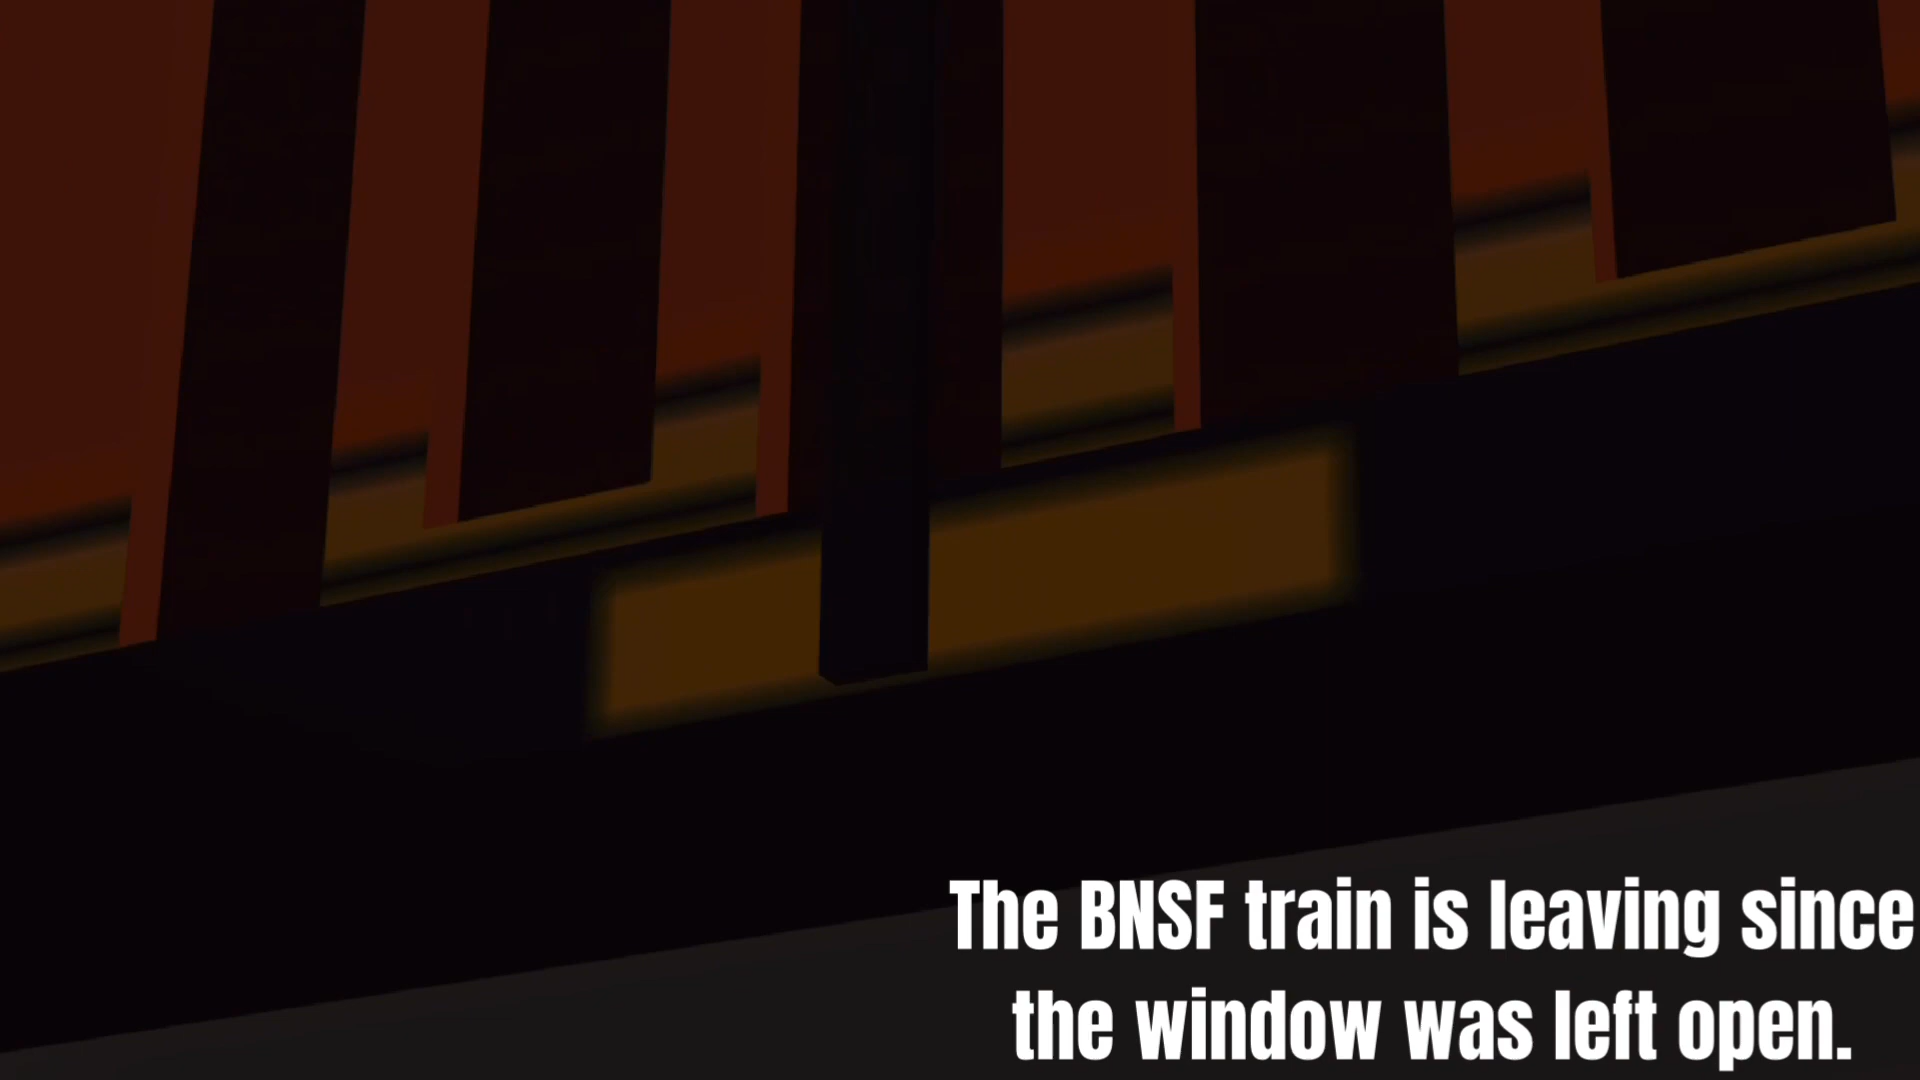 The BNSF train is leaving since
the window was left open.